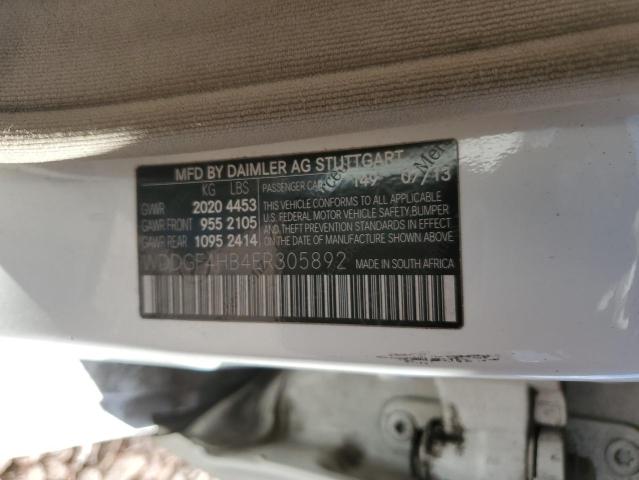 MFD BY DAIMLER AG STUTTGART
KG LBS PASSENGER CAR 149 07/13
GVWR 2020 4453 THIS VEHICLE CONFORMS TO ALL APPLICABLE
GAWR FRONT 955 2105 U.S. FEDERAL MOTOR VEHICLE SAFETY, BUMPER
GAWR REAR 1095 2414 AND THEFT PREVENTION STANDARDS IN EFFECT
ON THE DATE OF MANUFACTURE SHOWN ABOVE.
WDDGF4HB4ER305892 MADE IN SOUTH AFRICA